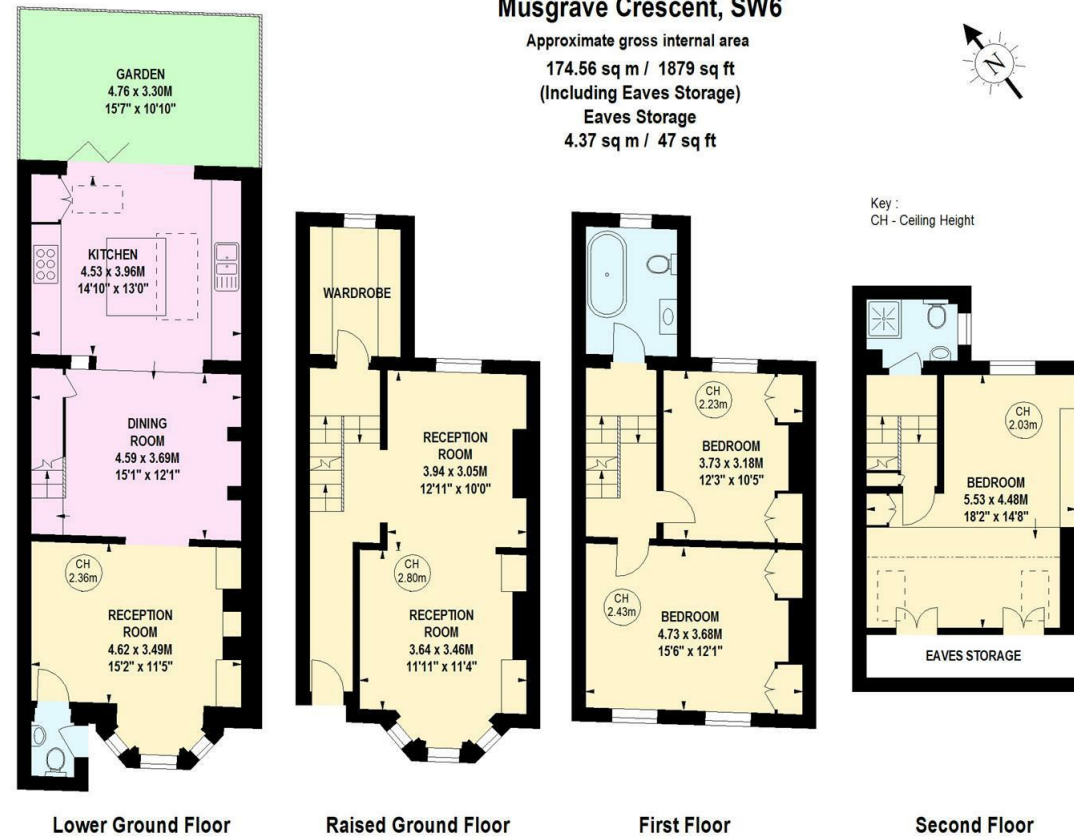 Musgrave Crescent, SW6
Approximate gross internal area
174.56 sq m / 1879 sq ft
(Including Eaves Storage)
Eaves Storage
4.37 sq m / 47 sq ft
N
Key :
CH - Ceiling Height
GARDEN
4.76 x 3.30M
15'7" x 10'10"
KITCHEN
4.53 x 3.96M
14'10" x 13'0"
DINING
ROOM
4.59 x 3.69M
15'1" x 12'1"
CH
2.36m
RECEPTION
ROOM
4.62 x 3.49M
15'2" x 11'5"
Lower Ground Floor
WARDROBE
RECEPTION
ROOM
3.94 x 3.05M
12'11" x 10'0"
CH
2.80m
RECEPTION
ROOM
3.64 x 3.46M
11'11" x 11'4"
Raised Ground Floor
CH
2.23m
BEDROOM
3.73 x 3.18M
12'3" x 10'5"
CH
2.43m
BEDROOM
4.73 x 3.68M
15'6" x 12'1"
First Floor
CH
2.03m
BEDROOM
5.53 x 4.48M
18'2" x 14'8"
EAVES STORAGE
Second Floor